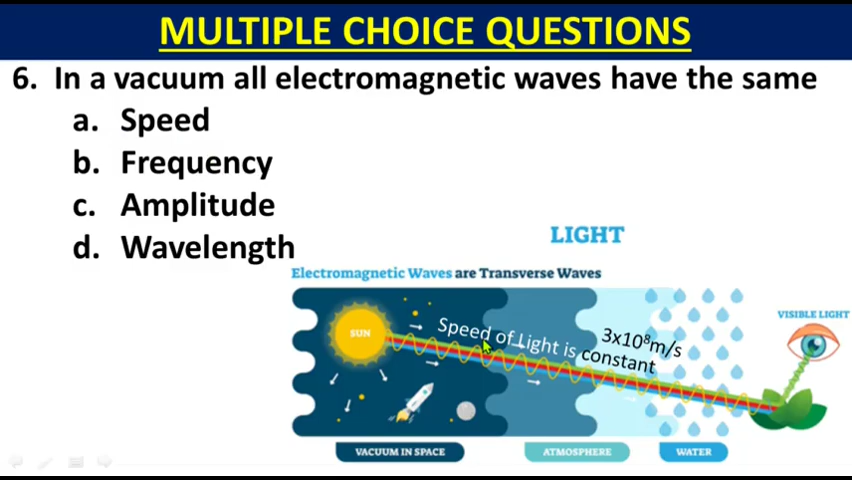 MULTIPLE CHOICE QUESTIONS
6. In a vacuum all electromagnetic waves have the same
a. Speed
b. Frequency
c. Amplitude
d. Wavelength
LIGHT
Electromagnetic Waves are Transverse Waves
SUN
Speed of Light is constant
3x10⁸m/s
VISIBLE LIGHT
VACUUM IN SPACE
ATMOSPHERE
WATER